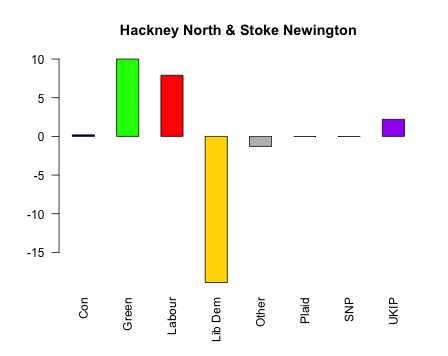 Hackney North & Stoke Newington
10
5
0
-5
-10
-15
Con
Green
Labour
Lib Dem
Other
Plaid
SNP
UKIP